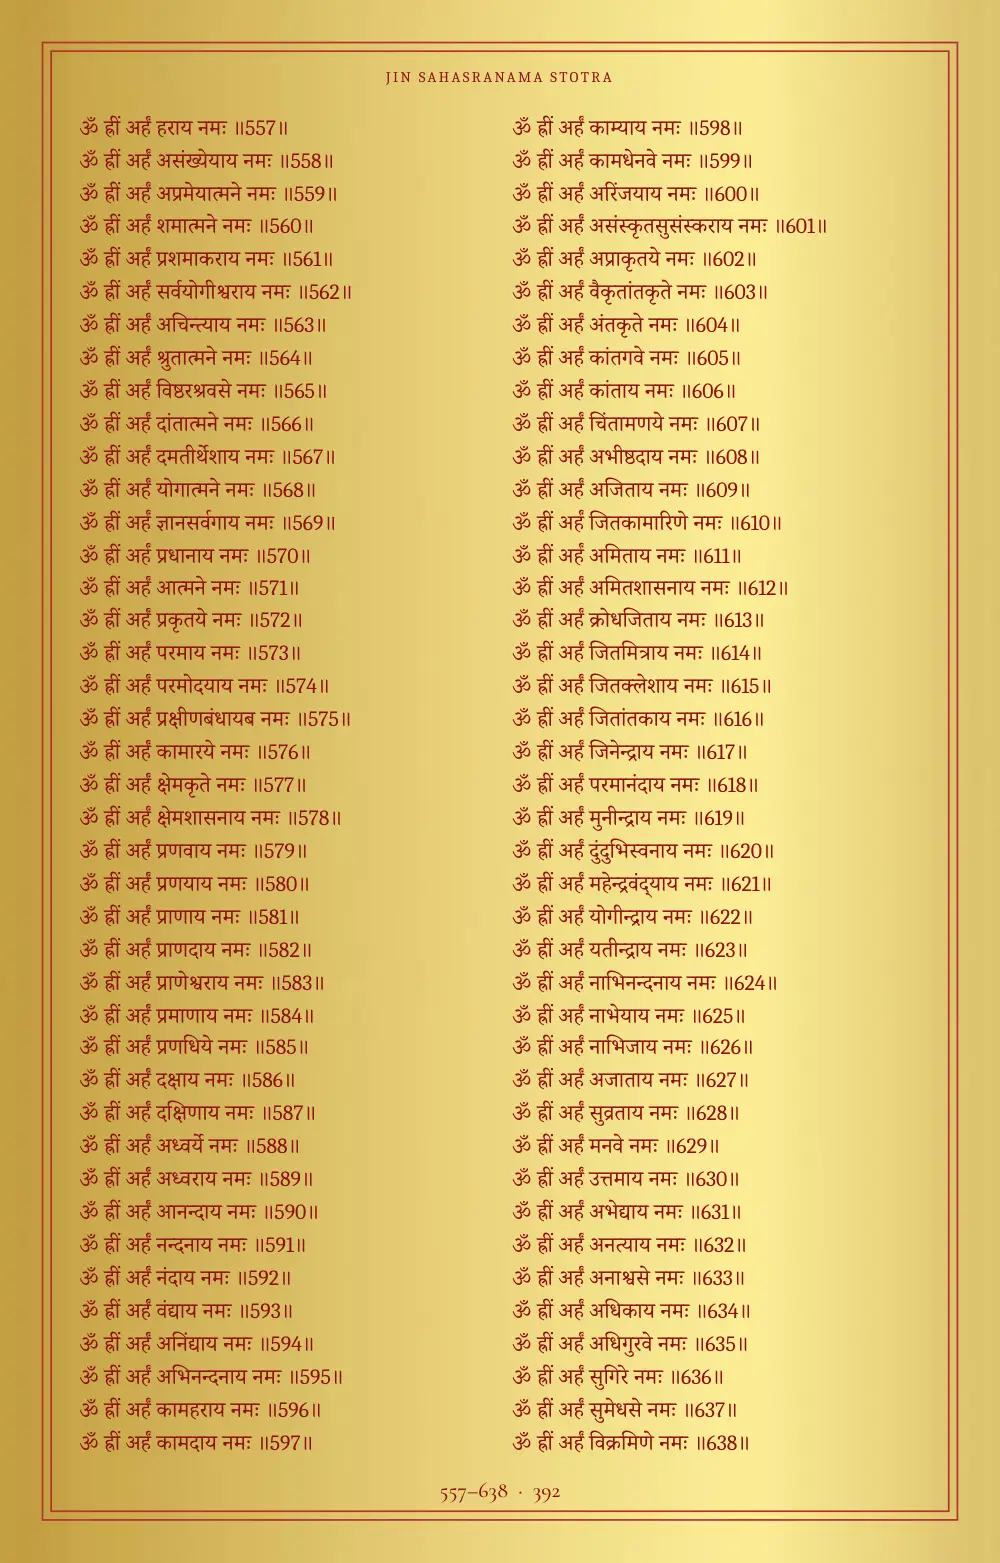 JIN SAHASRANAMA STOTRA
ॐ ह्रीं अर्हं हराय नमः ॥557॥
ॐ ह्रीं अर्हं असंख्येयाय नमः ॥558॥
ॐ ह्रीं अर्हं अप्रमेयात्मने नमः ॥559॥
ॐ ह्रीं अर्हं शमात्मने नमः ॥560॥
ॐ ह्रीं अर्हं प्रशमाकराय नमः ॥561॥
ॐ ह्रीं अर्हं सर्वयोगीश्वराय नमः ॥562॥
ॐ ह्रीं अर्हं अचिन्त्याय नमः ॥563॥
ॐ ह्रीं अर्हं श्रुतात्मने नमः ॥564॥
ॐ ह्रीं अर्हं विष्ठरश्रवसे नमः ॥565॥
ॐ ह्रीं अर्हं दांतात्मने नमः ॥566॥
ॐ ह्रीं अर्हं दमतीर्थेशाय नमः ॥567॥
ॐ ह्रीं अर्हं योगात्मने नमः ॥568॥
ॐ ह्रीं अर्हं ज्ञानसर्वगाय नमः ॥569॥
ॐ ह्रीं अर्हं प्रधानाय नमः ॥570॥
ॐ ह्रीं अर्हं आत्मने नमः ॥571॥
ॐ ह्रीं अर्हं प्रकृतये नमः ॥572॥
ॐ ह्रीं अर्हं परमाय नमः ॥573॥
ॐ ह्रीं अर्हं परमोदयाय नमः ॥574॥
ॐ ह्रीं अर्हं प्रक्षीणबंधायब नमः ॥575॥
ॐ ह्रीं अर्हं कामारये नमः ॥576॥
ॐ ह्रीं अर्हं क्षेमकृते नमः ॥577॥
ॐ ह्रीं अर्हं क्षेमशासनाय नमः ॥578॥
ॐ ह्रीं अर्हं प्रणवाय नमः ॥579॥
ॐ ह्रीं अर्हं प्रणयाय नमः ॥580॥
ॐ ह्रीं अर्हं प्राणाय नमः ॥581॥
ॐ ह्रीं अर्हं प्राणदाय नमः ॥582॥
ॐ ह्रीं अर्हं प्राणेश्वराय नमः ॥583॥
ॐ ह्रीं अर्हं प्रमाणाय नमः ॥584॥
ॐ ह्रीं अर्हं प्रणधिये नमः ॥585॥
ॐ ह्रीं अर्हं दक्षाय नमः ॥586॥
ॐ ह्रीं अर्हं दक्षिणाय नमः ॥587॥
ॐ ह्रीं अर्हं अध्वर्ये नमः ॥588॥
ॐ ह्रीं अर्हं अध्वराय नमः ॥589॥
ॐ ह्रीं अर्हं आनन्दाय नमः ॥590॥
ॐ ह्रीं अर्हं नन्दनाय नमः ॥591॥
ॐ ह्रीं अर्हं नंदाय नमः ॥592॥
ॐ ह्रीं अर्हं वंद्याय नमः ॥593॥
ॐ ह्रीं अर्हं अनिंद्याय नमः ॥594॥
ॐ ह्रीं अर्हं अभिनन्दनाय नमः ॥595॥
ॐ ह्रीं अर्हं कामहराय नमः ॥596॥
ॐ ह्रीं अर्हं कामदाय नमः ॥597॥
ॐ ह्रीं अर्हं काम्याय नमः ॥598॥
ॐ ह्रीं अर्हं कामधेनवे नमः ॥599॥
ॐ ह्रीं अर्हं अरिंजयाय नमः ॥600॥
ॐ ह्रीं अर्हं असंस्कृतसुसंस्कराय नमः ॥601॥
ॐ ह्रीं अर्हं अप्राकृतये नमः ॥602॥
ॐ ह्रीं अर्हं वैकृतांतकृते नमः ॥603॥
ॐ ह्रीं अर्हं अंतकृते नमः ॥604॥
ॐ ह्रीं अर्हं कांतगवे नमः ॥605॥
ॐ ह्रीं अर्हं कांताय नमः ॥606॥
ॐ ह्रीं अर्हं चिंतामणये नमः ॥607॥
ॐ ह्रीं अर्हं अभीष्ठदाय नमः ॥608॥
ॐ ह्रीं अर्हं अजिताय नमः ॥609॥
ॐ ह्रीं अर्हं जितकामारिणे नमः ॥610॥
ॐ ह्रीं अर्हं अमिताय नमः ॥611॥
ॐ ह्रीं अर्हं अमितशासनाय नमः ॥612॥
ॐ ह्रीं अर्हं क्रोधजिताय नमः ॥613॥
ॐ ह्रीं अर्हं जितमित्राय नमः ॥614॥
ॐ ह्रीं अर्हं जितक्लेशाय नमः ॥615॥
ॐ ह्रीं अर्हं जितांतकाय नमः ॥616॥
ॐ ह्रीं अर्हं जिनेन्द्राय नमः ॥617॥
ॐ ह्रीं अर्हं परमानंदाय नमः ॥618॥
ॐ ह्रीं अर्हं मुनीन्द्राय नमः ॥619॥
ॐ ह्रीं अर्हं दुंदुभिस्वनाय नमः ॥620॥
ॐ ह्रीं अर्हं महेन्द्रवंद्‌याय नमः ॥621॥
ॐ ह्रीं अर्हं योगीन्द्राय नमः ॥622॥
ॐ ह्रीं अर्हं यतीन्द्राय नमः ॥623॥
ॐ ह्रीं अर्हं नाभिनन्दनाय नमः ॥624॥
ॐ ह्रीं अर्हं नाभेयाय नमः ॥625॥
ॐ ह्रीं अर्हं नाभिजाय नमः ॥626॥
ॐ ह्रीं अर्हं अजाताय नमः ॥627॥
ॐ ह्रीं अर्हं सुव्रताय नमः ॥628॥
ॐ ह्रीं अर्हं मनवे नमः ॥629॥
ॐ ह्रीं अर्हं उत्तमाय नमः ॥630॥
ॐ ह्रीं अर्हं अभेद्याय नमः ॥631॥
ॐ ह्रीं अर्हं अनत्याय नमः ॥632॥
ॐ ह्रीं अर्हं अनाश्वसे नमः ॥633॥
ॐ ह्रीं अर्हं अधिकाय नमः ॥634॥
ॐ ह्रीं अर्हं अधिगुरवे नमः ॥635॥
ॐ ह्रीं अर्हं सुगिरे नमः ॥636॥
ॐ ह्रीं अर्हं सुमेधसे नमः ॥637॥
ॐ ह्रीं अर्हं विक्रमिणे नमः ॥638॥
557–638 · 392